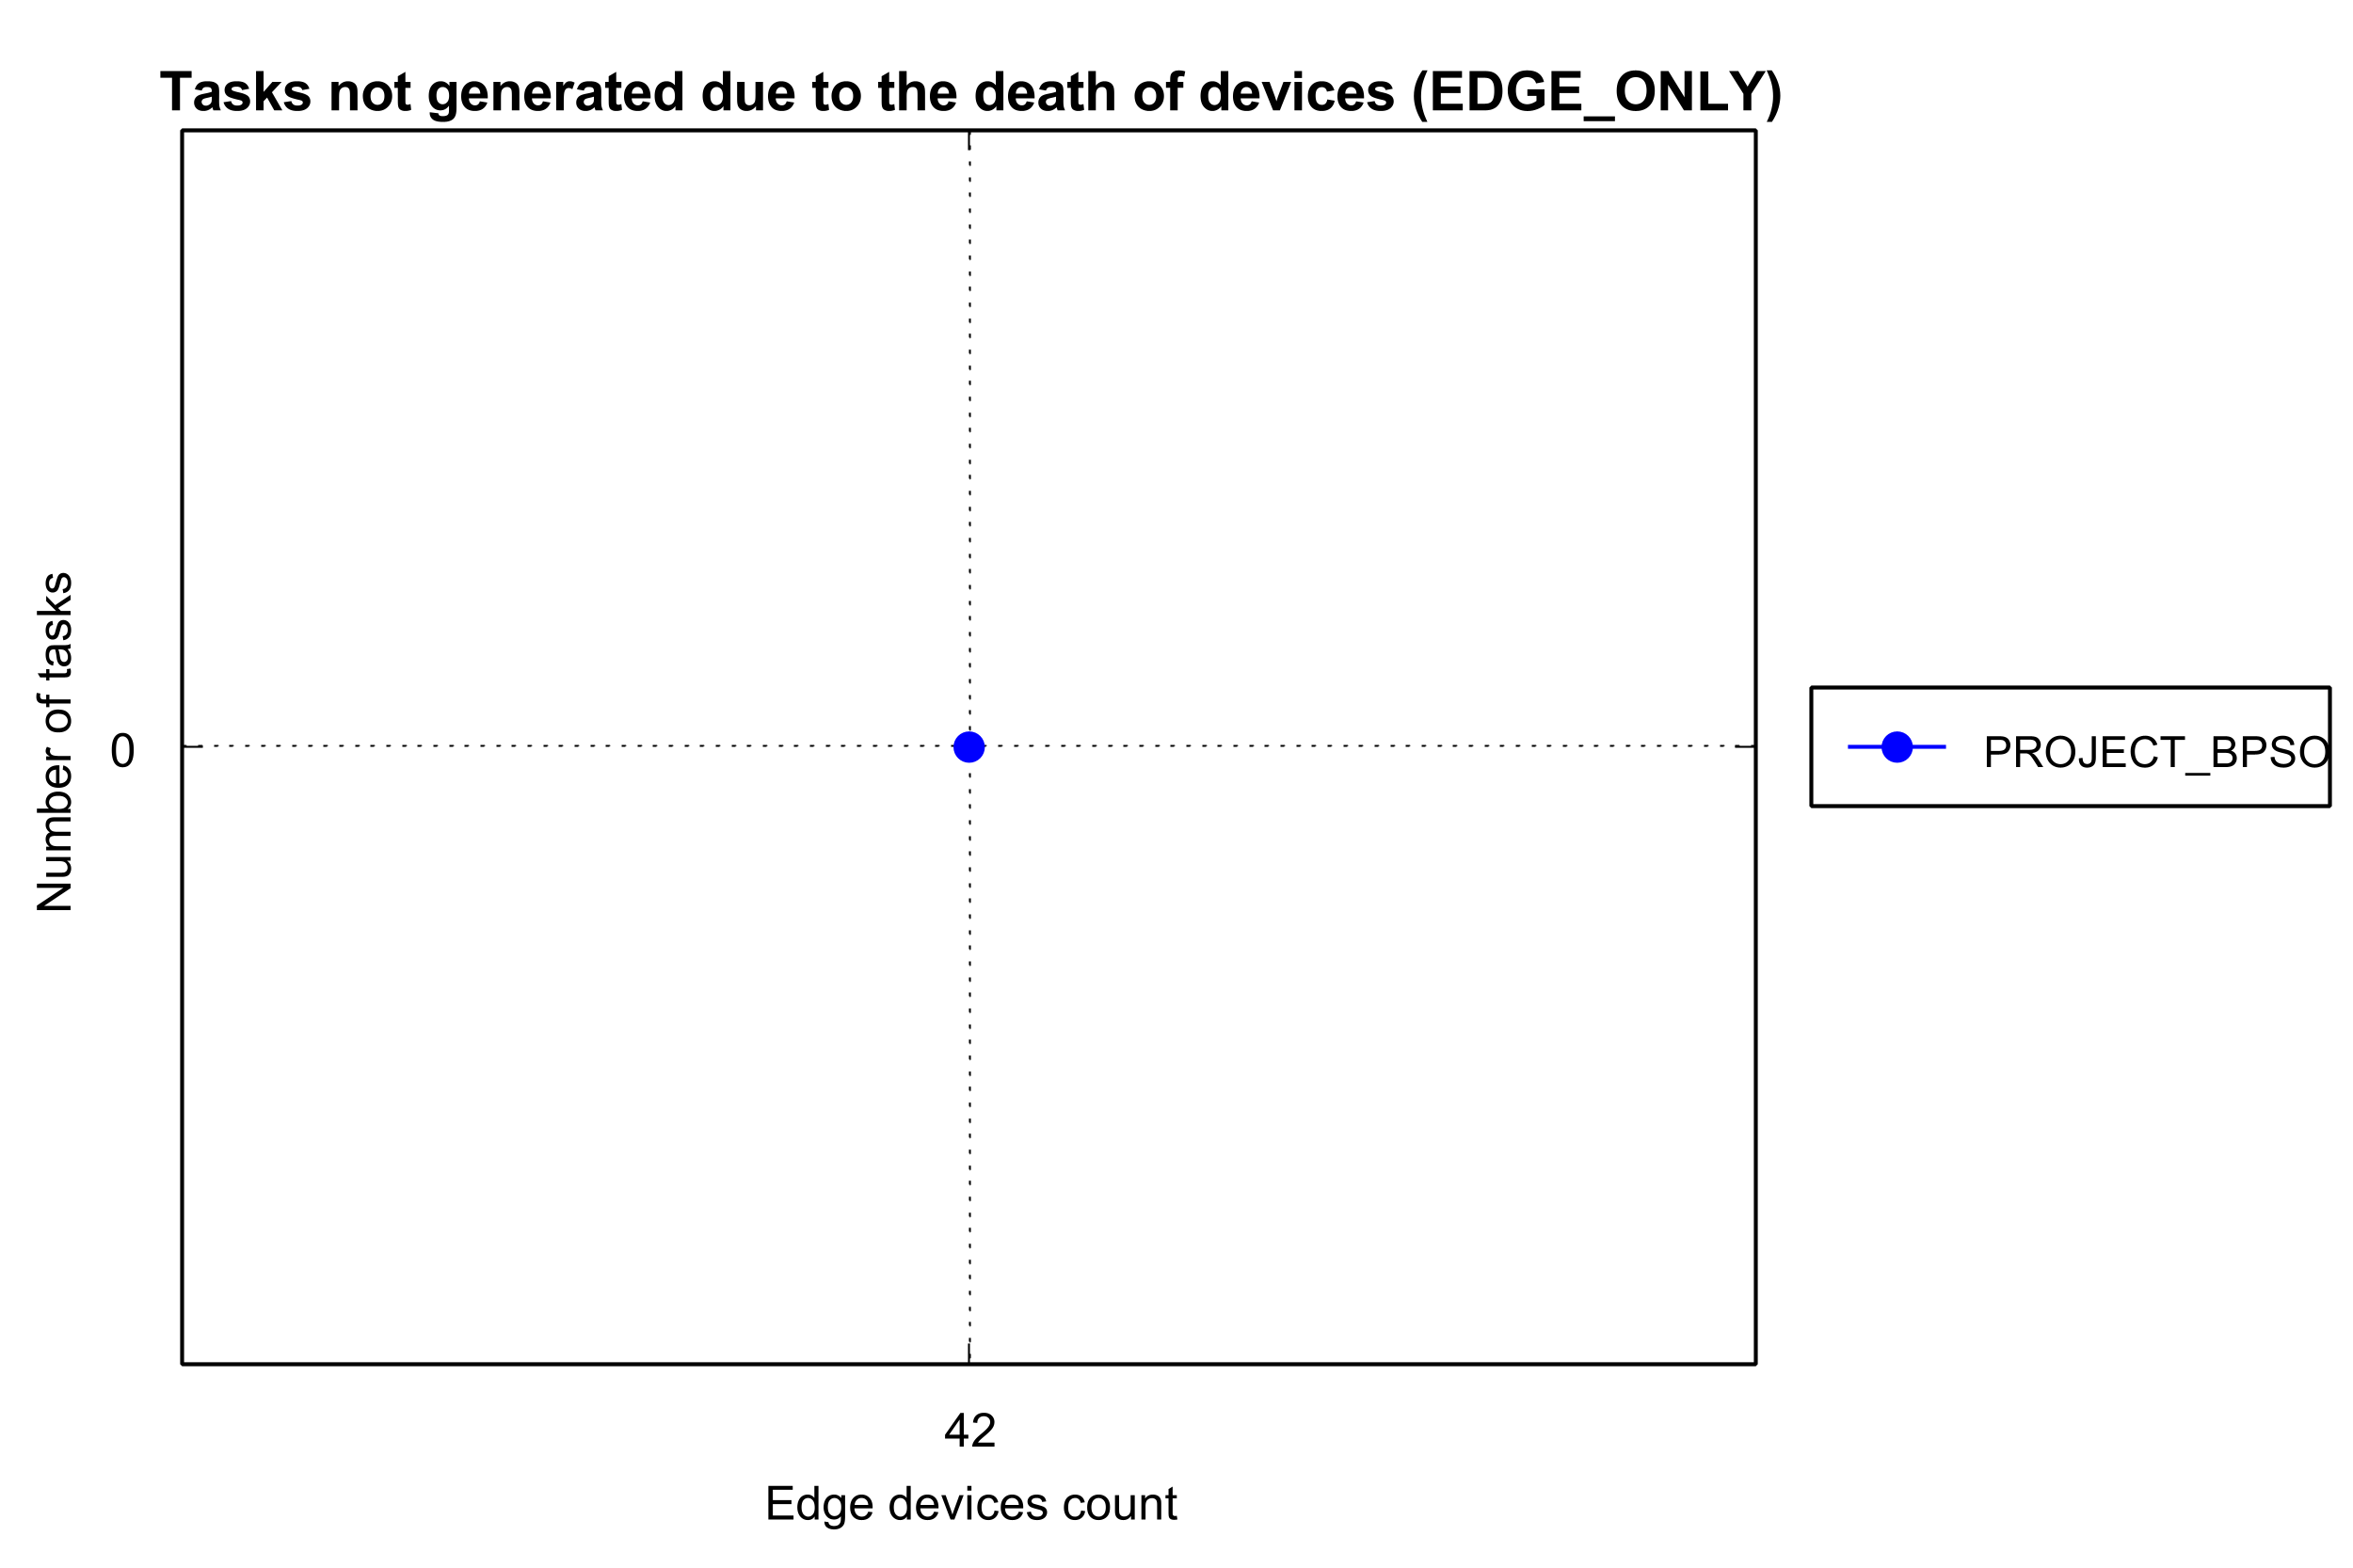 Tasks not generated due to the death of devices (EDGE_ONLY)
Number of tasks
0
PROJECT_BPSO
42
Edge devices count